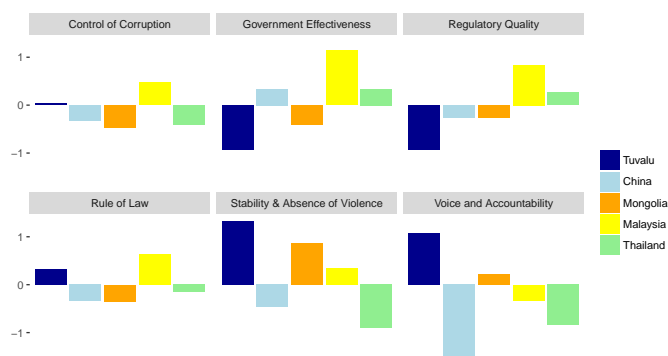 Control of Corruption
Government Effectiveness
Regulatory Quality
1
0
−1
Tuvalu
China
Mongolia
Malaysia
Thailand
Rule of Law
Stability & Absence of Violence
Voice and Accountability
1
0
−1